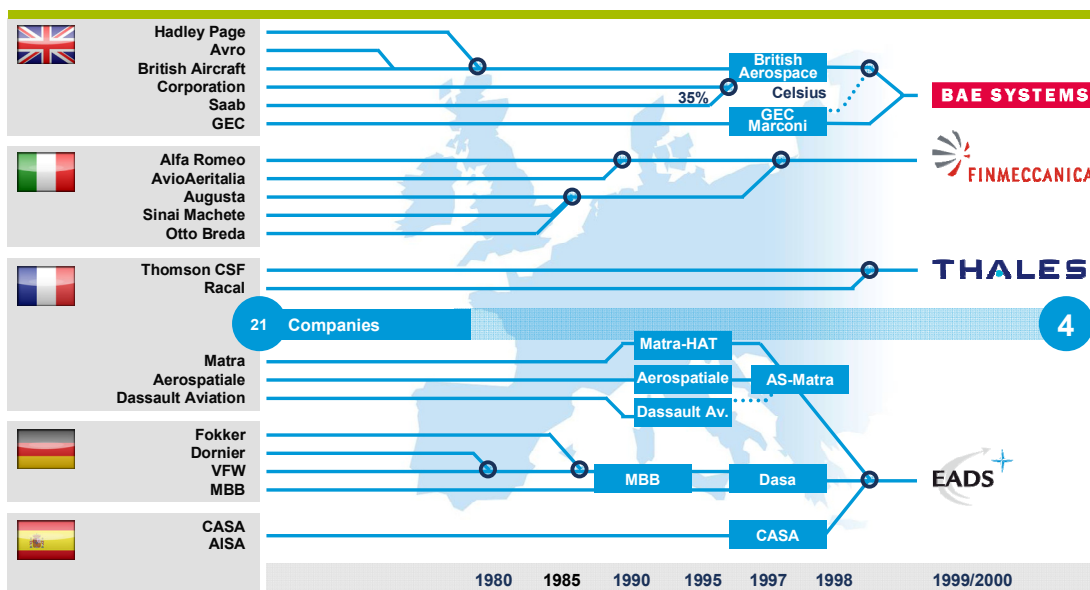 Hadley Page
Avro
British Aircraft
Corporation
Saab
GEC
35%
British
Aerospace
Celsius
GEC
Marconi
BAE SYSTEMS
Alfa Romeo
AvioAeritalia
Augusta
Sinai Machete
Otto Breda
FINMECCANICA
Thomson CSF
Racal
THALES
21 Companies
4
Matra
Aerospatiale
Dassault Aviation
Matra-HAT
Aerospatiale
AS-Matra
Dassault Av.
Fokker
Dornier
VFW
MBB
MBB
Dasa
EADS
CASA
AISA
CASA
1980 1985 1990 1995 1997 1998 1999/2000